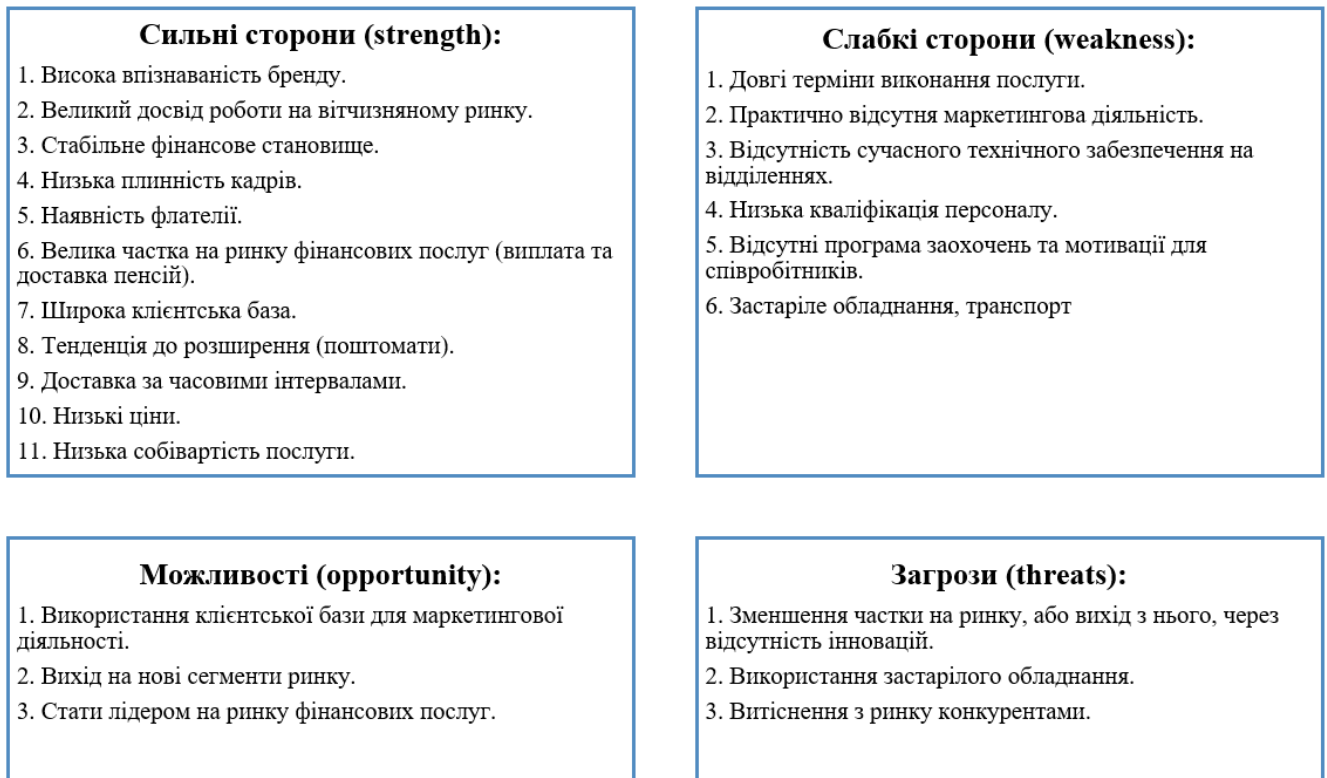 Сильні сторони (strength):
1. Висока впізнаваність бренду.
2. Великий досвід роботи на вітчизняному ринку.
3. Стабільне фінансове становище.
4. Низька плинність кадрів.
5. Наявність флателії.
6. Велика частка на ринку фінансових послуг (виплата та
доставка пенсій).
7. Широка клієнтська база.
8. Тенденція до розширення (поштомати).
9. Доставка за часовими інтервалами.
10. Низькі ціни.
11. Низька собівартість послуги.
Слабкі сторони (weakness):
1. Довгі терміни виконання послуги.
2. Практично відсутня маркетингова діяльність.
3. Відсутність сучасного технічного забезпечення на
відділеннях.
4. Низька кваліфікація персоналу.
5. Відсутні програма заохочень та мотивації для
співробітників.
6. Застаріле обладнання, транспорт
Можливості (opportunity):
1. Використання клієнтської бази для маркетингової
діяльності.
2. Вихід на нові сегменти ринку.
3. Стати лідером на ринку фінансових послуг.
Загрози (threats):
1. Зменшення частки на ринку, або вихід з нього, через
відсутність інновацій.
2. Використання застарілого обладнання.
3. Витіснення з ринку конкурентами.